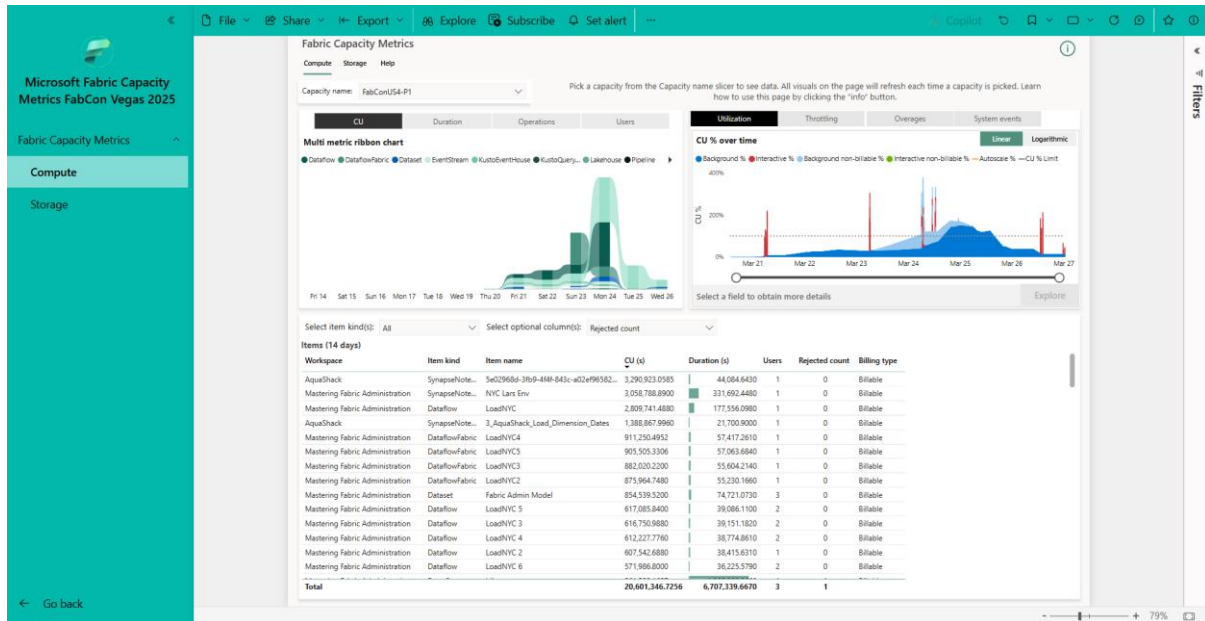 File Share Export Explore Subscribe Set alert ... Copilot
Microsoft Fabric Capacity
Metrics FabCon Vegas 2025
Fabric Capacity Metrics
Compute
Storage
Go back
Filters
Fabric Capacity Metrics
Compute Storage Help
Capacity name: FabConUS4-P1
Pick a capacity from the Capacity name slicer to see data. All visuals on the page will refresh each time a capacity is picked. Learn
how to use this page by clicking the "info" button.
CU Duration Operations Users
Multi metric ribbon chart
Dataflow DataflowFabric Dataset EventStream KustoEventHouse KustoQuery... Lakehouse Pipeline
Fri 14 Sat 15 Sun 16 Mon 17 Tue 18 Wed 19 Thu 20 Fri 21 Sat 22 Sun 23 Mon 24 Tue 25 Wed 26
Utilization Throttling Overages System events
CU % over time Linear Logarithmic
Background % Interactive % Background non-billable % Interactive non-billable % Autoscale % CU % Limit
400%
200%
0%
CU %
Mar 21 Mar 22 Mar 23 Mar 24 Mar 25 Mar 26 Mar 27
Select a field to obtain more details Explore
Select item kind(s): All Select optional column(s): Rejected count
Items (14 days)
Workspace Item kind Item name CU (s) Duration (s) Users Rejected count Billing type
AquaShack SynapseNote... 5e02968d-3fb9-4f4f-843c-a02ef96582... 3,290,923.0585 44,084.6430 1 0 Billable
Mastering Fabric Administration SynapseNote... NYC Lars Env 3,058,788.8900 331,692.4480 1 0 Billable
Mastering Fabric Administration Dataflow LoadNYC 2,809,741.4880 177,556.0980 1 0 Billable
AquaShack SynapseNote... 3_AquaShack_Load_Dimension_Dates 1,388,867.9960 21,700.9000 1 0 Billable
Mastering Fabric Administration DataflowFabric LoadNYC4 911,250.4952 57,417.2610 1 0 Billable
Mastering Fabric Administration DataflowFabric LoadNYC5 905,505.3306 57,063.6840 1 0 Billable
Mastering Fabric Administration DataflowFabric LoadNYC3 882,020.2200 55,604.2140 1 0 Billable
Mastering Fabric Administration DataflowFabric LoadNYC2 875,964.7480 55,230.1660 1 0 Billable
Mastering Fabric Administration Dataset Fabric Admin Model 854,539.5200 74,721.0730 3 0 Billable
Mastering Fabric Administration Dataflow LoadNYC 5 617,085.8400 39,086.1100 2 0 Billable
Mastering Fabric Administration Dataflow LoadNYC 3 616,750.9880 39,151.1820 2 0 Billable
Mastering Fabric Administration Dataflow LoadNYC 4 612,227.7760 38,774.8610 2 0 Billable
Mastering Fabric Administration Dataflow LoadNYC 2 607,542.6880 38,415.6310 1 0 Billable
Mastering Fabric Administration Dataflow LoadNYC 6 571,986.8000 36,225.5790 2 0 Billable
Total 20,601,346.7256 6,707,339.6670 3 1
79%